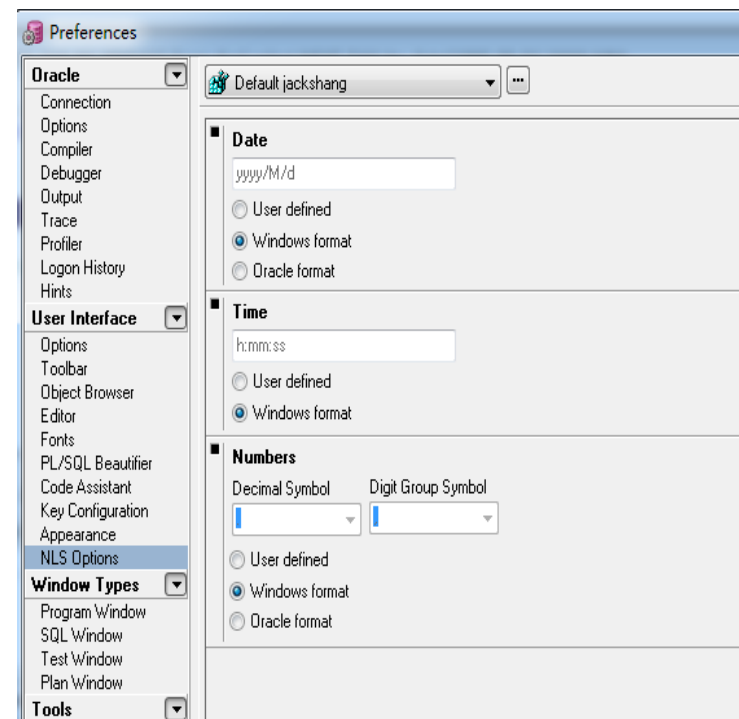 Preferences
Oracle
Connection
Options
Compiler
Debugger
Output
Trace
Profiler
Logon History
Hints
User Interface
Options
Toolbar
Object Browser
Editor
Fonts
PL/SQL Beautifier
Code Assistant
Key Configuration
Appearance
NLS Options
Window Types
Program Window
SQL Window
Test Window
Plan Window
Tools
Default jackshang
Date
yyyy/M/d
User defined
Windows format
Oracle format
Time
h:mm:ss
User defined
Windows format
Numbers
Decimal Symbol Digit Group Symbol
User defined
Windows format
Oracle format